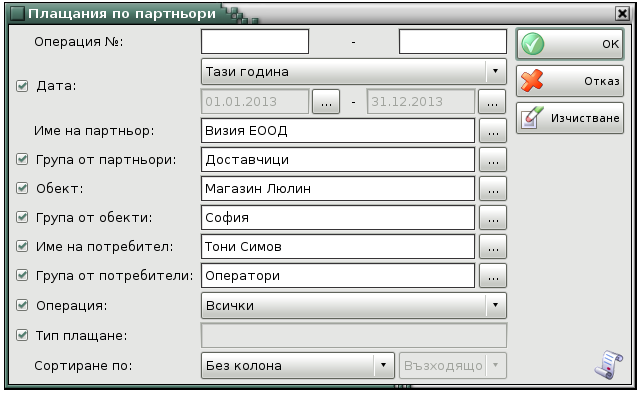 Плащания по партньори
Операция №: -
OK
Тази година
Дата:
01.01.2013 ... - 31.12.2013 ...
Отказ
Име на партньор: Визия ЕООД ...
Изчистване
Група от партньори: Доставчици ...
Обект: Магазин Люлин ...
Група от обекти: София ...
Име на потребител: Тони Симов ...
Група от потребители: Оператори ...
Операция: Всички
Тип плащане:
Сортиране по: Без колона Възходящо